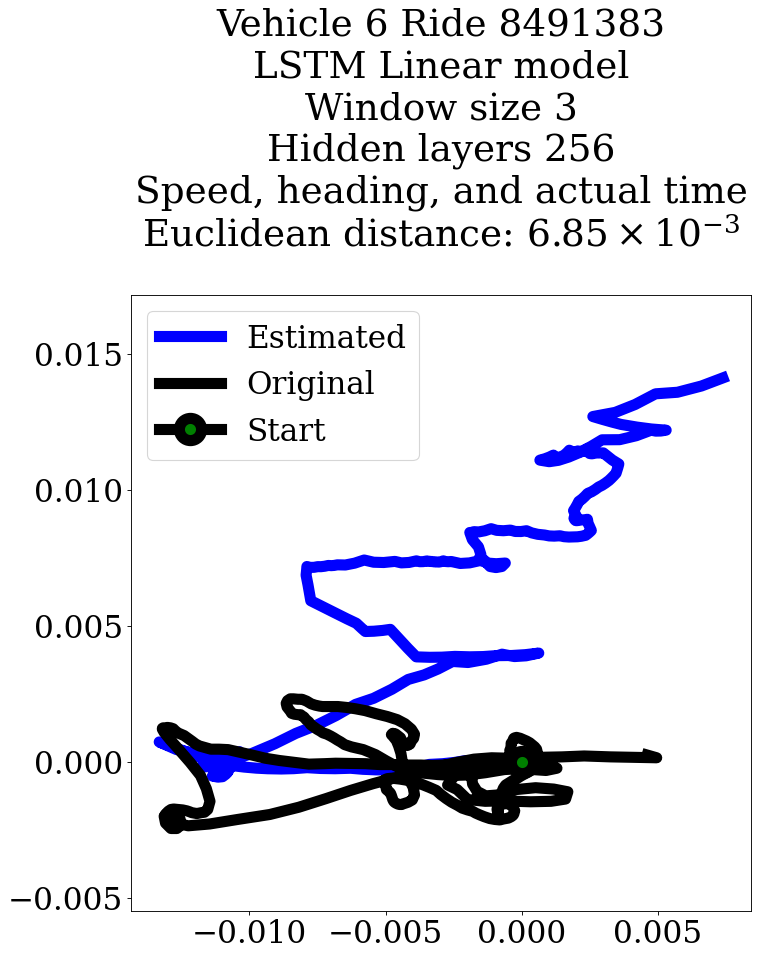 Vehicle 6 Ride 8491383
LSTM Linear model
Window size 3
Hidden layers 256
Speed, heading, and actual time
Euclidean distance: 6.85 × 10⁻³
Estimated
Original
Start
0.015
0.010
0.005
0.000
−0.005
−0.010 −0.005 0.000 0.005